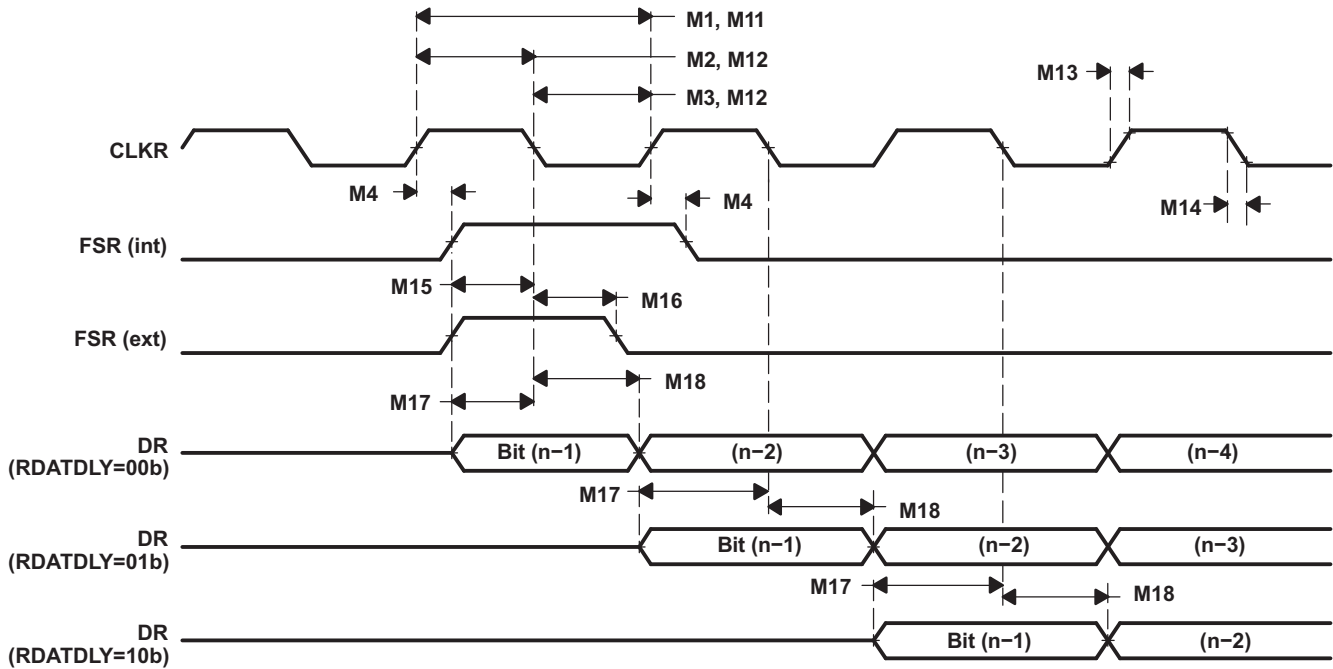 M1, M11
M2, M12
M3, M12
M13
CLKR
M4
M4
M14
FSR (int)
M15
M16
FSR (ext)
M18
M17
DR
(RDATDLY=00b)
Bit (n−1)
(n−2)
(n−3)
(n−4)
M17
M18
DR
(RDATDLY=01b)
Bit (n−1)
(n−2)
(n−3)
M17
M18
DR
(RDATDLY=10b)
Bit (n−1)
(n−2)